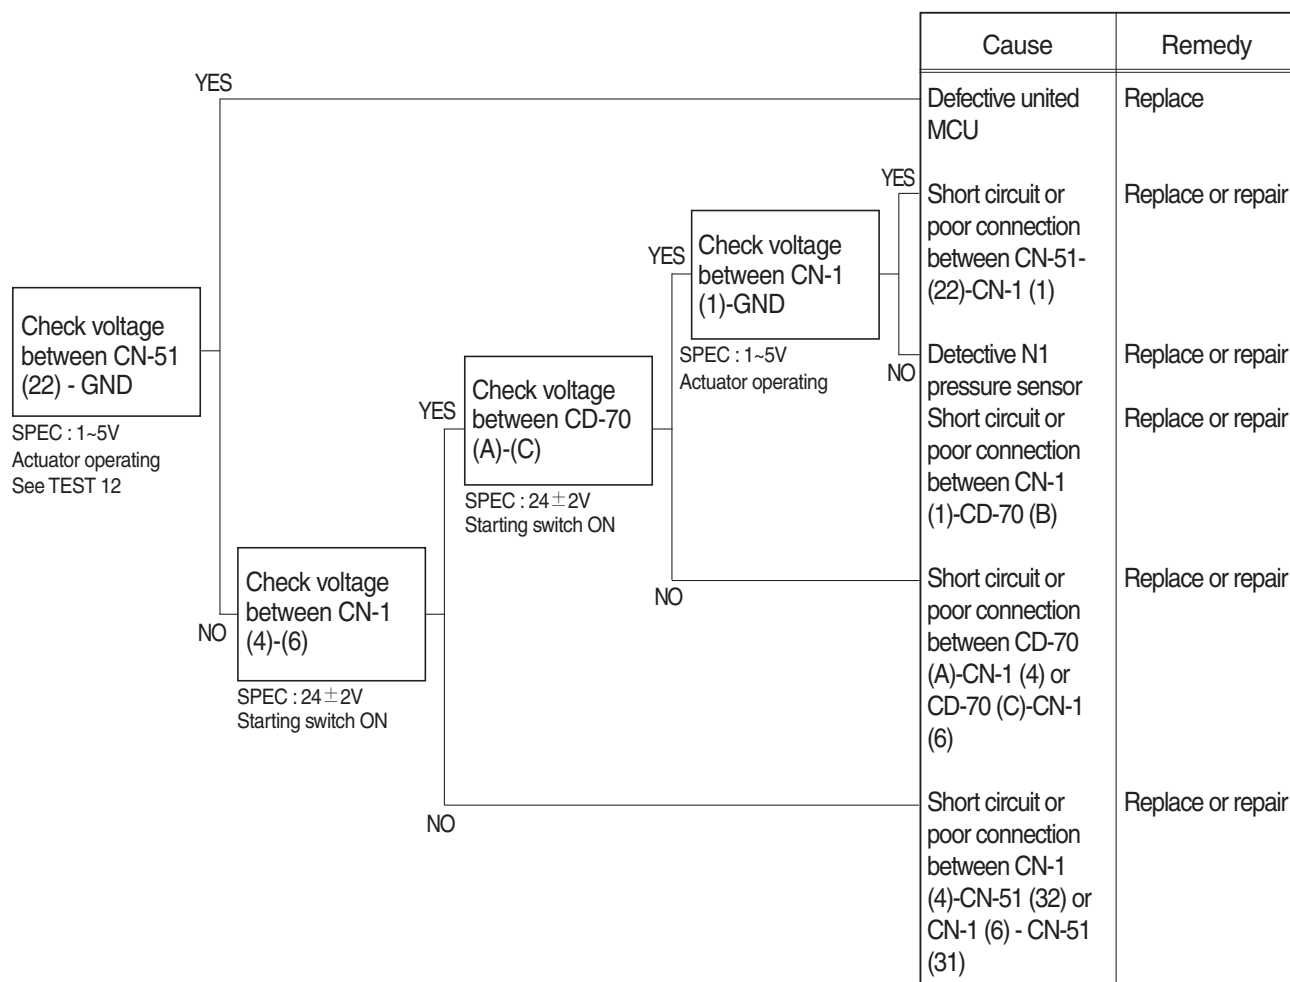 Cause
Remedy
YES
Defective united
MCU
Replace
YES
Short circuit or
poor connection
between CN-51-
(22)-CN-1 (1)
Replace or repair
YES
Check voltage
between CN-1
(1)-GND
SPEC : 1~5V
Actuator operating
NO
Detective N1
pressure sensor
Replace or repair
Short circuit or
poor connection
between CN-1
(1)-CD-70 (B)
Replace or repair
Check voltage
between CN-51
(22) - GND
SPEC : 1~5V
Actuator operating
See TEST 12
YES
Check voltage
between CD-70
(A)-(C)
SPEC : 24±2V
Starting switch ON
NO
Short circuit or
poor connection
between CD-70
(A)-CN-1 (4) or
CD-70 (C)-CN-1
(6)
Replace or repair
NO
Check voltage
between CN-1
(4)-(6)
SPEC : 24±2V
Starting switch ON
NO
Short circuit or
poor connection
between CN-1
(4)-CN-51 (32) or
CN-1 (6) - CN-51
(31)
Replace or repair